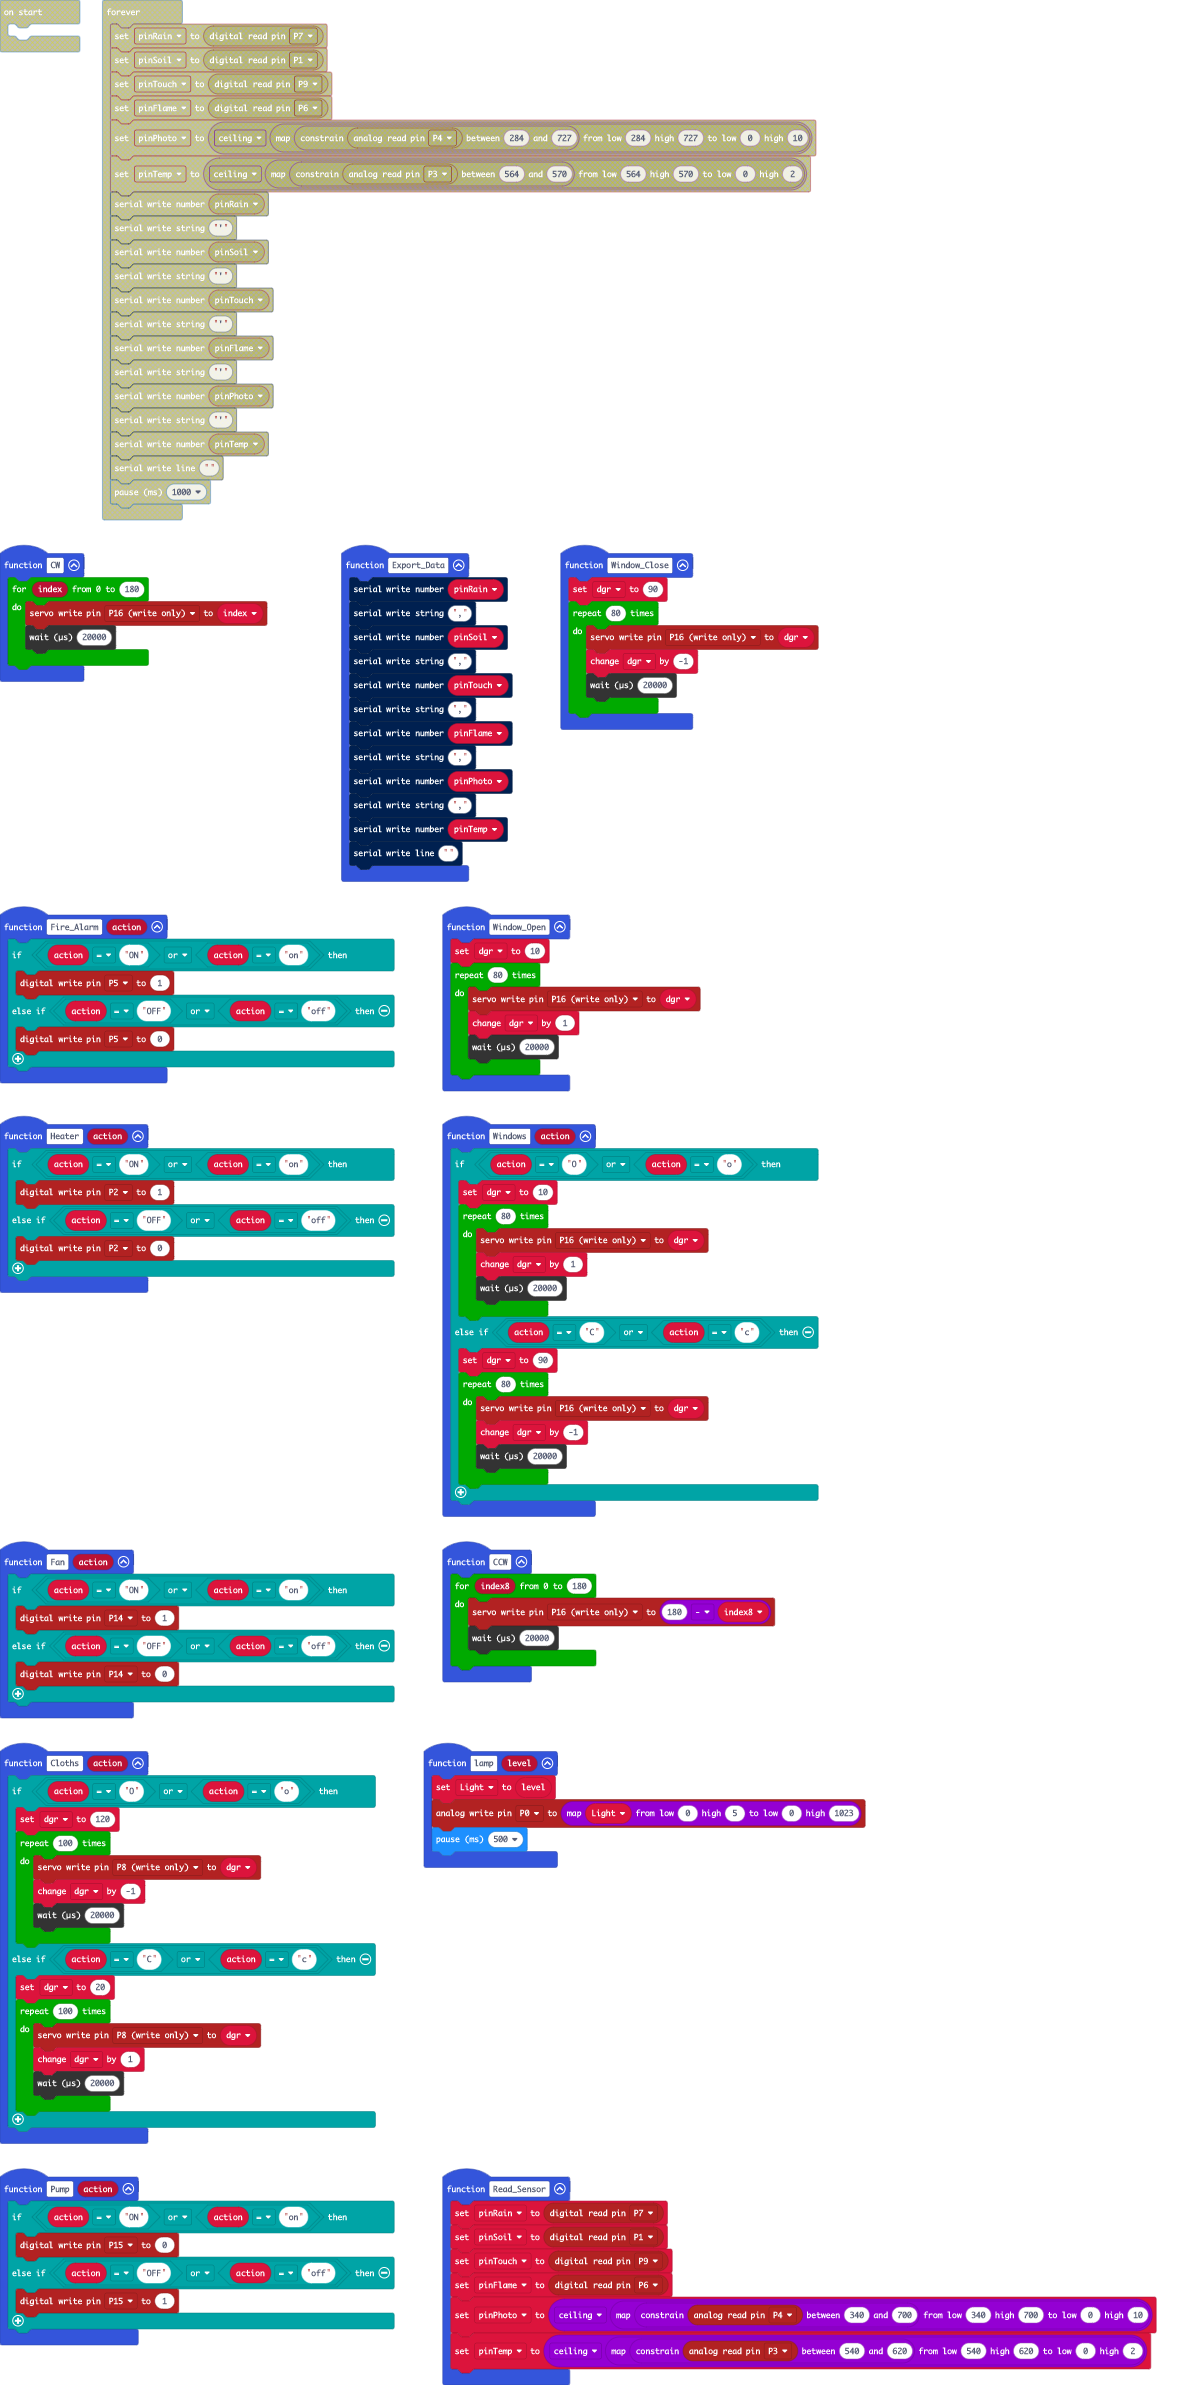 on start
forever
set pinRain to digital read pin P7
set pinSoil to digital read pin P1
set pinTouch to digital read pin P9
set pinFlame to digital read pin P6
set pinPhoto to ceiling map constrain analog read pin P4 between 284 and 727 from low 284 high 727 to low 0 high 10
set pinTemp to ceiling map constrain analog read pin P3 between 564 and 570 from low 564 high 570 to low 0 high 2
serial write number pinRain
serial write string ","
serial write number pinSoil
serial write string ","
serial write number pinTouch
serial write string ","
serial write number pinFlame
serial write string ","
serial write number pinPhoto
serial write string ","
serial write number pinTemp
serial write line ""
pause (ms) 1000
function CW
for index from 0 to 180
do
servo write pin P16 (write only) to index
wait (µs) 20000
function Export_Data
serial write number pinRain
serial write string ","
serial write number pinSoil
serial write string ","
serial write number pinTouch
serial write string ","
serial write number pinFlame
serial write string ","
serial write number pinPhoto
serial write string ","
serial write number pinTemp
serial write line ""
function Window_Close
set dgr to 90
repeat 80 times
do
servo write pin P16 (write only) to dgr
change dgr by -1
wait (µs) 20000
function Fire_Alarm action
if action = "ON" or action = "on" then
digital write pin P5 to 1
else if action = "OFF" or action = "off" then
digital write pin P5 to 0
function Window_Open
set dgr to 10
repeat 80 times
do
servo write pin P16 (write only) to dgr
change dgr by 1
wait (µs) 20000
function Heater action
if action = "ON" or action = "on" then
digital write pin P2 to 1
else if action = "OFF" or action = "off" then
digital write pin P2 to 0
function Windows action
if action = "O" or action = "o" then
set dgr to 10
repeat 80 times
do
servo write pin P16 (write only) to dgr
change dgr by 1
wait (µs) 20000
else if action = "C" or action = "c" then
set dgr to 90
repeat 80 times
do
servo write pin P16 (write only) to dgr
change dgr by -1
wait (µs) 20000
function Fan action
if action = "ON" or action = "on" then
digital write pin P14 to 1
else if action = "OFF" or action = "off" then
digital write pin P14 to 0
function CCW
for index8 from 0 to 180
do
servo write pin P16 (write only) to 180 - index8
wait (µs) 20000
function Cloths action
if action = "O" or action = "o" then
set dgr to 120
repeat 100 times
do
servo write pin P8 (write only) to dgr
change dgr by -1
wait (µs) 20000
else if action = "C" or action = "c" then
set dgr to 20
repeat 100 times
do
servo write pin P8 (write only) to dgr
change dgr by 1
wait (µs) 20000
function lamp level
set Light to level
analog write pin P0 to map Light from low 0 high 5 to low 0 high 1023
pause (ms) 500
function Pump action
if action = "ON" or action = "on" then
digital write pin P15 to 0
else if action = "OFF" or action = "off" then
digital write pin P15 to 1
function Read_Sensor
set pinRain to digital read pin P7
set pinSoil to digital read pin P1
set pinTouch to digital read pin P9
set pinFlame to digital read pin P6
set pinPhoto to ceiling map constrain analog read pin P4 between 340 and 700 from low 340 high 700 to low 0 high 10
set pinTemp to ceiling map constrain analog read pin P3 between 540 and 620 from low 540 high 620 to low 0 high 2